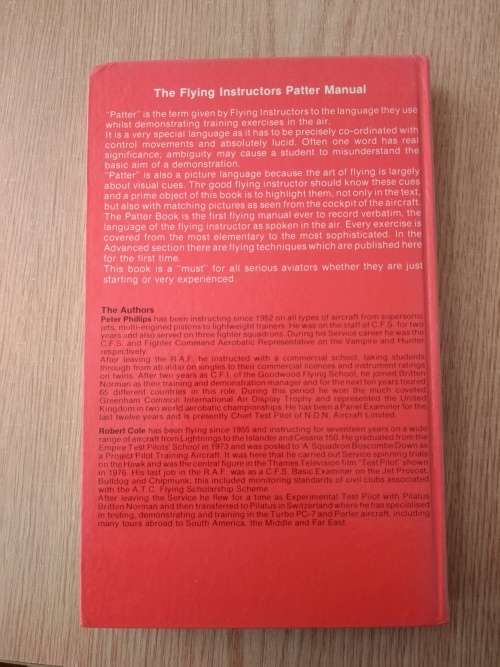 The Flying Instructors Patter Manual
"Patter" is the term given by Flying Instructors to the language they use
whilst demonstrating training exercises in the air.
It is a very special language as it has to be precisely co-ordinated with
control movements and absolutely lucid. Often one word has real
significance; ambiguity may cause a student to misunderstand the
basic aim of a demonstration.
"Patter" is also a picture language because the art of flying is largely
about visual cues. The good flying instructor should know these cues
and a prime object of this book is to highlight them, not only in the text,
but also with matching pictures as seen from the cockpit of the aircraft.
The Patter Book is the first flying manual ever to record verbatim, the
language of the flying instructor as spoken in the air. Every exercise is
covered from the most elementary to the most sophisticated. In the
Advanced section there are flying techniques which are published here
for the first time.
This book is a "must" for all serious aviators whether they are just
starting or very experienced.
The Authors
Peter Phillips has been instructing since 1952 on all types of aircraft from supersonic
jets, multi-engined pistons to lightweight trainers. He was on the staff of C.F.S. for two
years and also served on three fighter squadrons. During his Service career he was the
C.F.S. and Fighter Command Aerobatic Representative on the Vampire and Hunter
respectively.
After leaving the R.A.F. he instructed with a commercial school, taking students
through from ab initio on singles to their commercial licences and instrument ratings
on twins. After two years as C.F.I. of the Goodwood Flying School, he joined Britten
Norman as their training and demonstration manager and for the next ten years toured
65 different countries in this role. During this period he won the much coveted
Greenham Common International Air Display Trophy and represented the United
Kingdom in two world aerobatic championships. He has been a Panel Examiner for the
last twelve years and is presently Chief Test Pilot of N.D.N. Aircraft Limited.
Robert Cole has been flying since 1955 and instructing for seventeen years on a wide
range of aircraft from Lightnings to the Islander and Cessna 150. He graduated from the
Empire Test Pilots' School in 1973 and was posted to 'A' Squadron Boscombe Down as
a Project Pilot Training Aircraft. It was here that he carried out Service spinning trials
on the Hawk and was the central figure in the Thames Television film "Test Pilot" shown
in 1976. His last job in the R.A.F. was as a C.F.S. Basic Examiner on the Jet Provost,
Bulldog and Chipmunk, this included monitoring standards of civil clubs associated
with the A.T.C. Flying Scholarship Scheme.
After leaving the Service he flew for a time as Experimental Test Pilot with Pilatus
Britten Norman and then transferred to Pilatus in Switzerland where he has specialised
in testing, demonstrating and training in the Turbo PC-7 and Porter aircraft, including
many tours abroad to South America, the Middle and Far East.